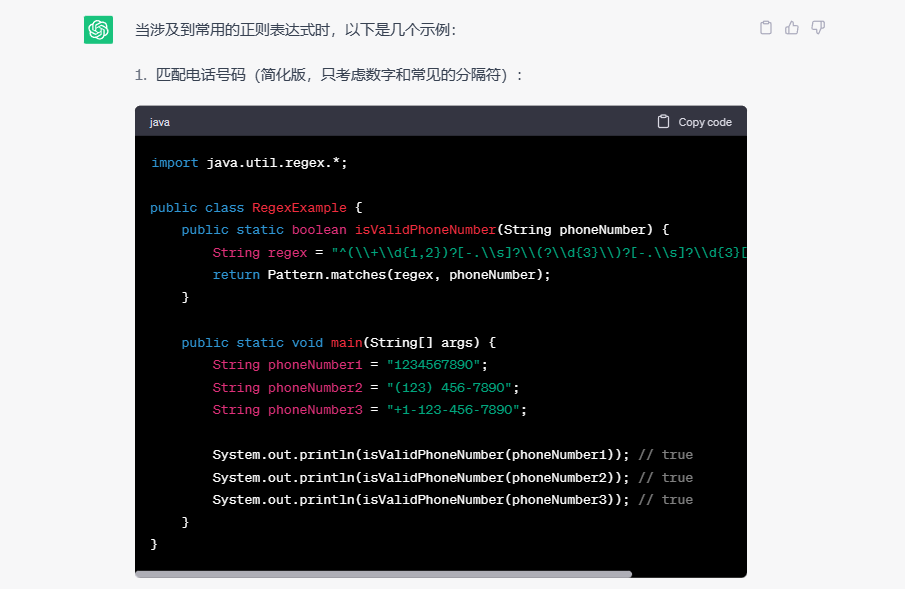 当涉及到常用的正则表达式时，以下是几个示例：
1. 匹配电话号码（简化版，只考虑数字和常见的分隔符）：
java Copy code
import java.util.regex.*;
public class RegexExample {
public static boolean isValidPhoneNumber(String phoneNumber) {
String regex = "^(\\+\\d{1,2})?[-.\\s]?\\(?\\d{3}\\)?[-.\\s]?\\d{3}[
return Pattern.matches(regex, phoneNumber);
}
public static void main(String[] args) {
String phoneNumber1 = "1234567890";
String phoneNumber2 = "(123) 456-7890";
String phoneNumber3 = "+1-123-456-7890";
System.out.println(isValidPhoneNumber(phoneNumber1)); // true
System.out.println(isValidPhoneNumber(phoneNumber2)); // true
System.out.println(isValidPhoneNumber(phoneNumber3)); // true
}
}